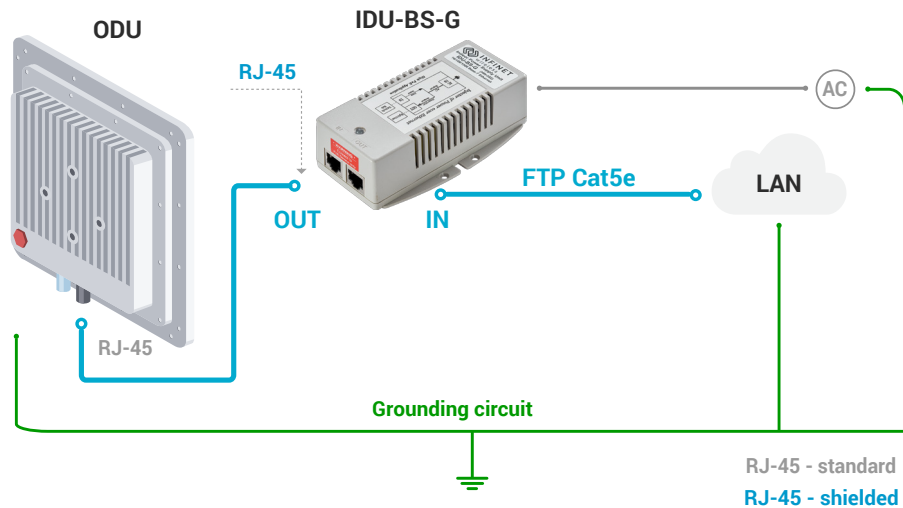 ODU
IDU-BS-G
RJ-45
INFINET
AC
FTP Cat5e
LAN
OUT
IN
RJ-45
Grounding circuit
RJ-45 - standard
RJ-45 - shielded